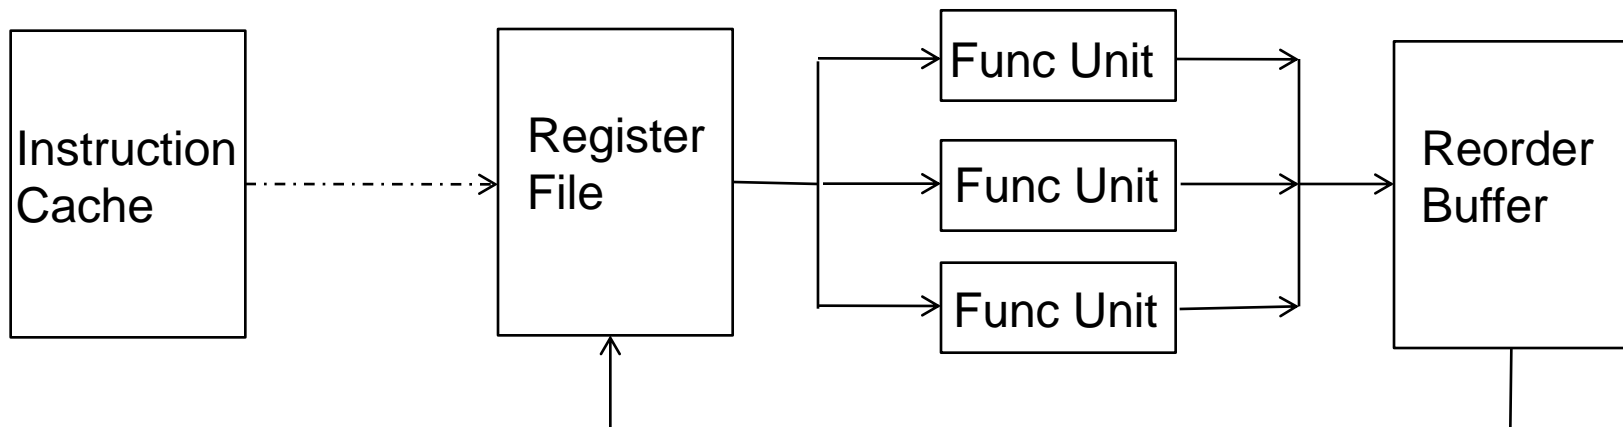 Instruction
Cache
Register
File
Func Unit
Func Unit
Func Unit
Reorder
Buffer